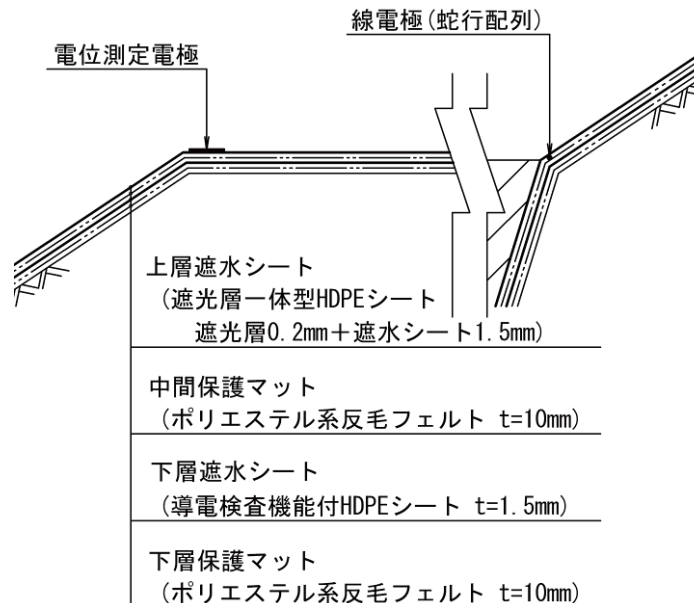 線電極(蛇行配列)
電位測定電極
上層遮水シート
(遮光層一体型HDPEシート
遮光層0.2mm+遮水シート1.5mm)
中間保護マット
(ポリエステル系反毛フェルト t=10mm)
下層遮水シート
(導電検査機能付HDPEシート t=1.5mm)
下層保護マット
(ポリエステル系反毛フェルト t=10mm)